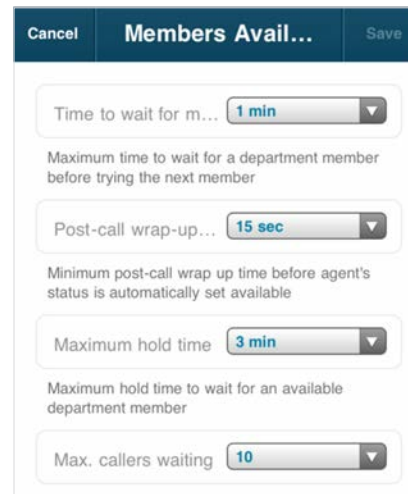 Cancel Members Avail... Save
Time to wait for m... 1 min
Maximum time to wait for a department member
before trying the next member
Post-call wrap-up... 15 sec
Minimum post-call wrap up time before agent's
status is automatically set available
Maximum hold time 3 min
Maximum hold time to wait for an available
department member
Max. callers waiting 10